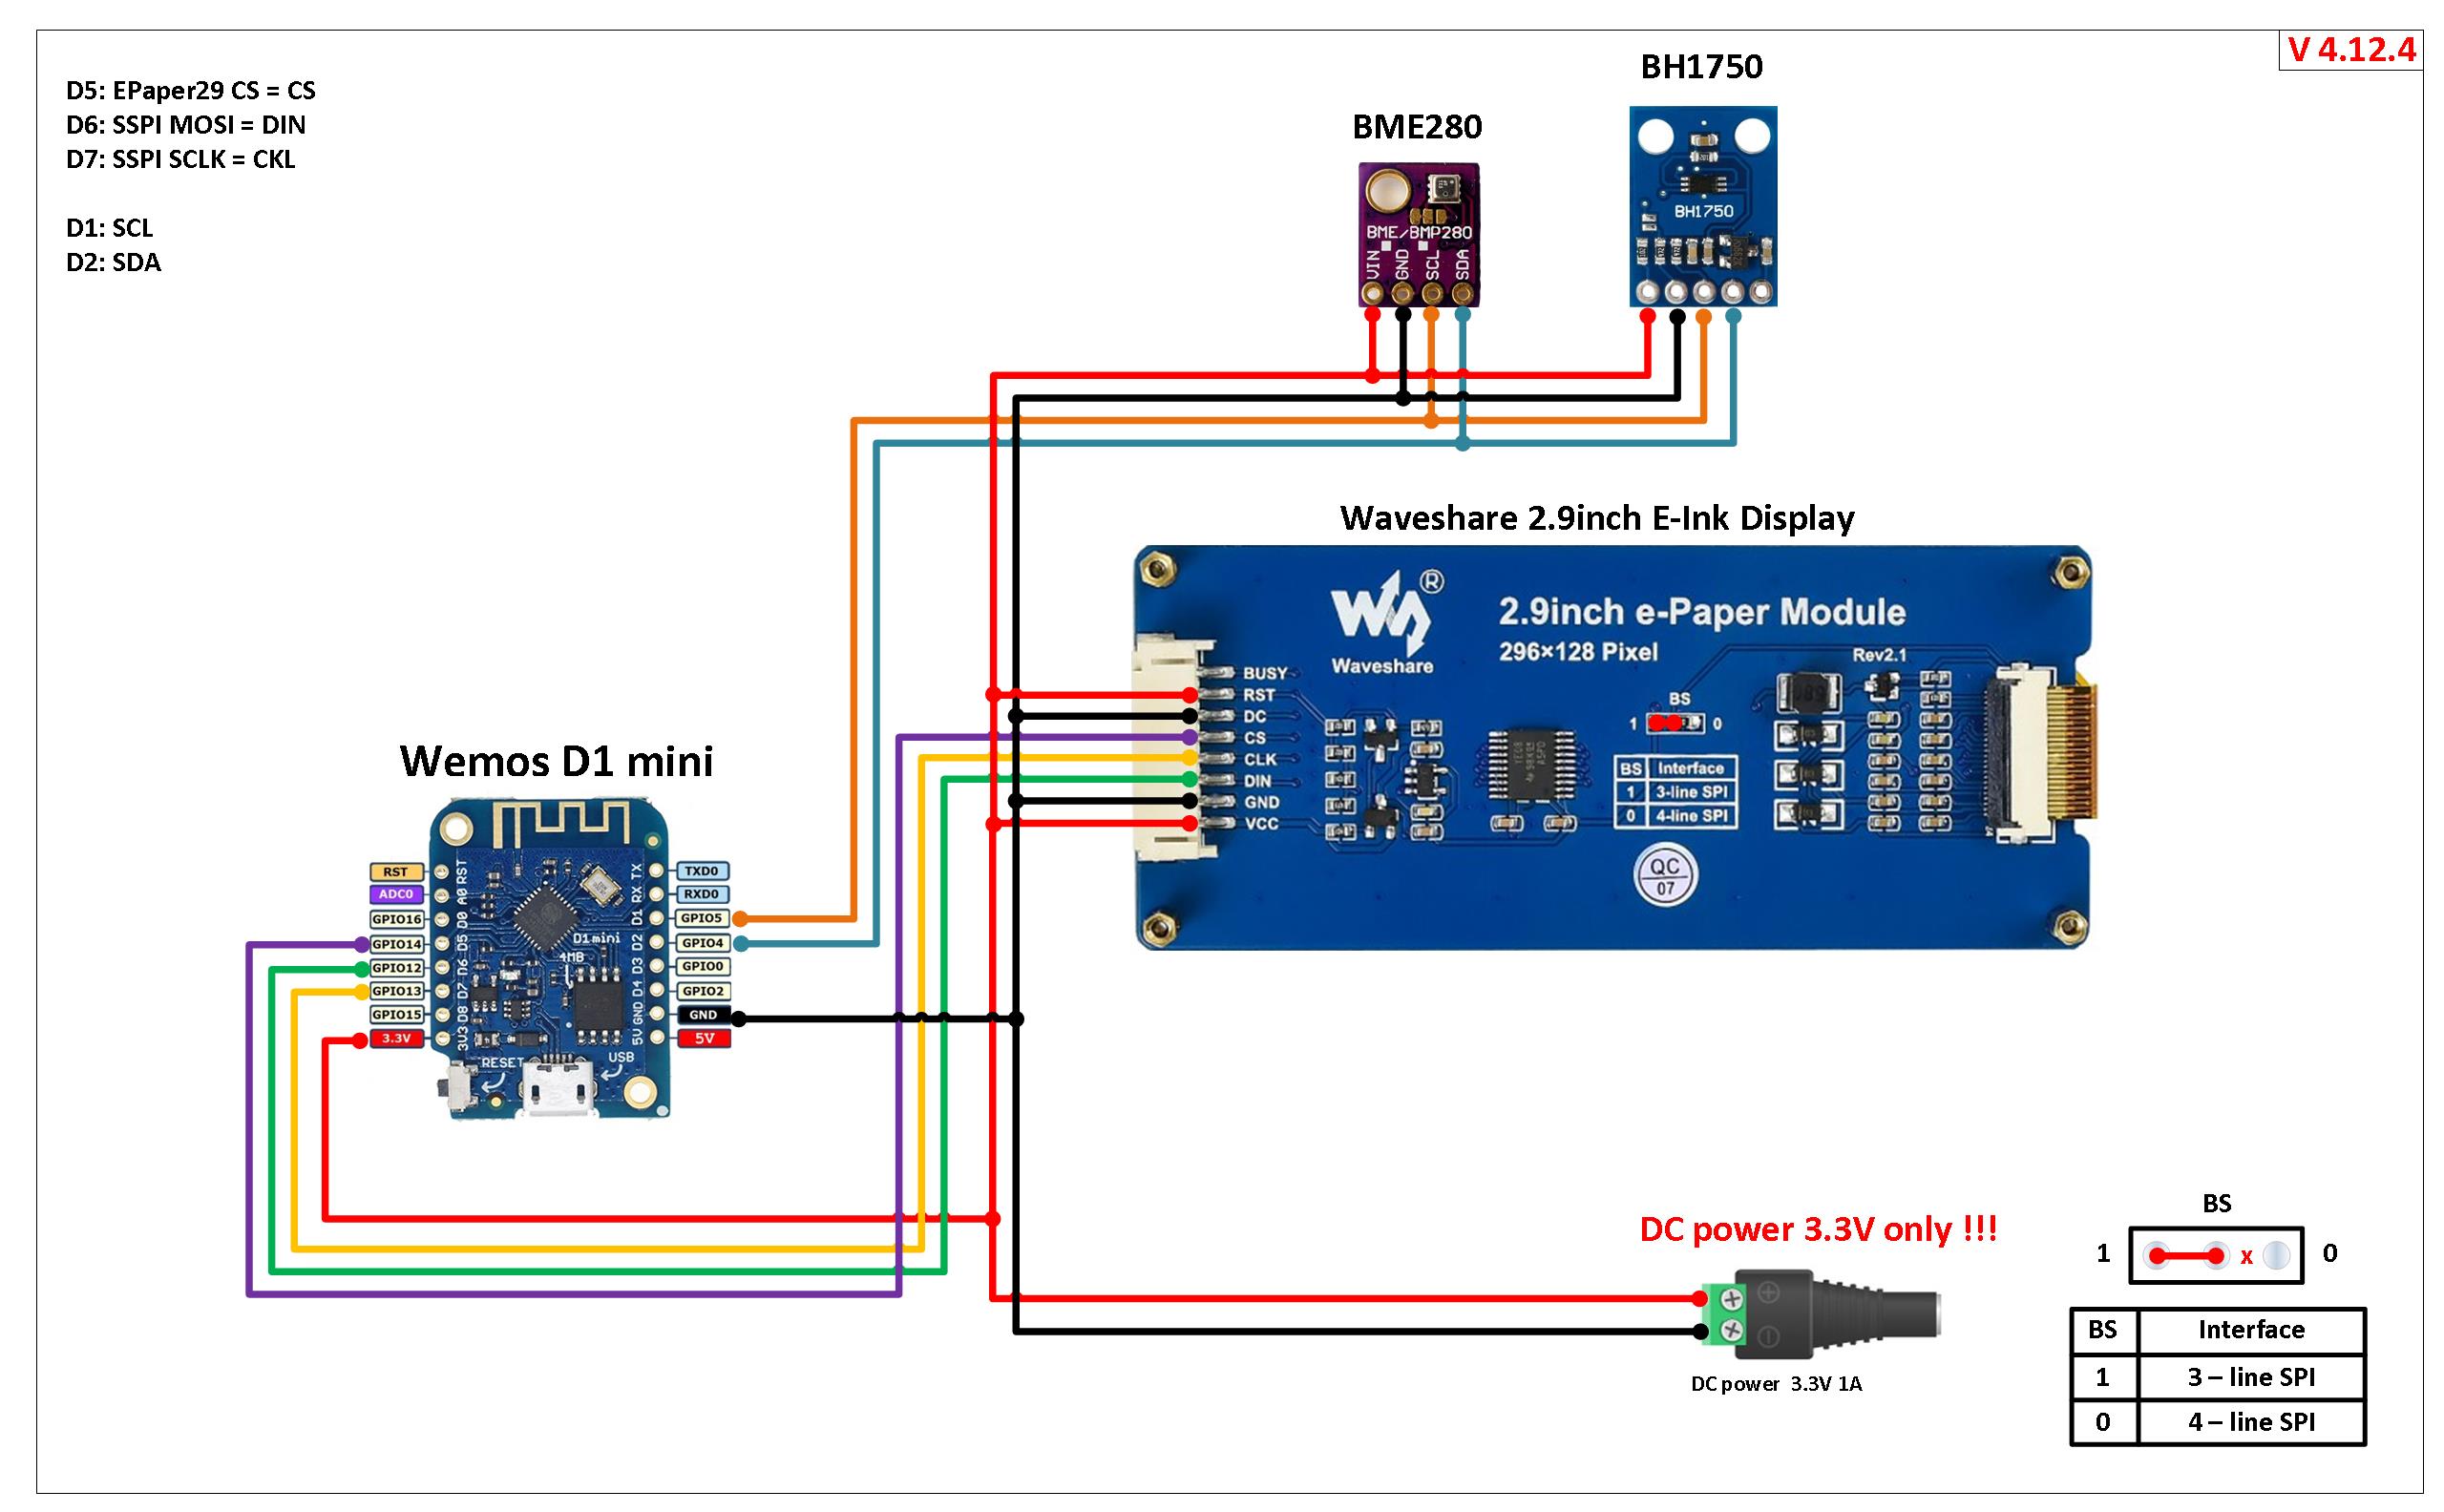 V 4.12.4
D5: EPaper29 CS = CS
D6: SSPI MOSI = DIN
D7: SSPI SCLK = CKL
D1: SCL
D2: SDA
BME280
BH1750
BME/BMP280
VIN
GND
SCL
SDA
BH1750
Waveshare 2.9inch E-Ink Display
Waveshare
®
2.9inch e-Paper Module
296×128 Pixel
Rev2.1
BUSY
RST
DC
CS
CLK
DIN
GND
VCC
BS
1 0
BS Interface
1 3-line SPI
0 4-line SPI
QC
07
Wemos D1 mini
RST
ADC0
GPIO16
GPIO14
GPIO12
GPIO13
GPIO15
3.3V
RST
A0
D0
D5
D6
D7
D8
3V3
D1 mini
4MB
RESET
USB
TX
RX
D1
D2
D3
D4
GND
5V
TXD0
RXD0
GPIO5
GPIO4
GPIO0
GPIO2
GND
5V
DC power 3.3V only !!!
DC power 3.3V 1A
BS
1 x 0
BS Interface
1 3 – line SPI
0 4 – line SPI